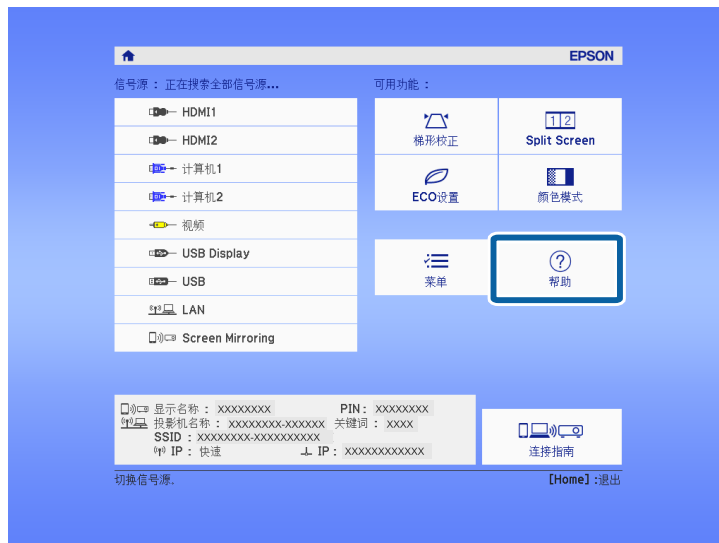 EPSON
信号源 : 正在搜索全部信号源...
可用功能 :
HDMI1
HDMI2
计算机1
计算机2
视频
USB Display
USB
LAN
Screen Mirroring
梯形校正
Split Screen
1 2
ECO设置
颜色模式
菜单
? 帮助
显示名称 : XXXXXXXX PIN : XXXXXXXX
投影机名称 : XXXXXXXX-XXXXXX 关键词 : XXXX
SSID : XXXXXXXX-XXXXXXXXXX
IP : 快速 IP : XXXXXXXXXXXX
连接指南
切换信号源.
[Home] :退出